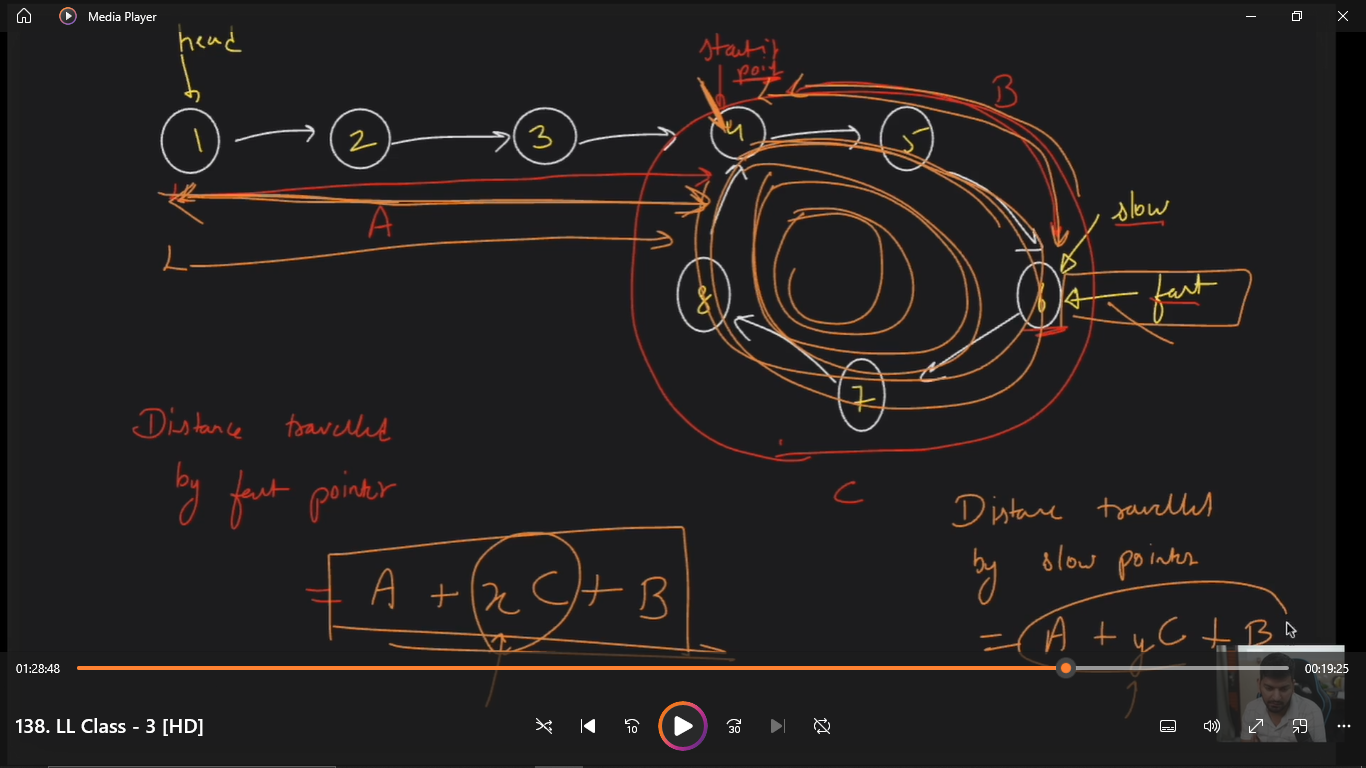 Media Player
head
starting
point
B
1
2
3
4
5
slow
A
8
6
fast
7
Distance travelled
by fast pointer
= A + xC + B
C
Distance travelled
by slow pointer
= A + yC + B
01:28:48
00:19:25
138. LL Class - 3 [HD]
10
30